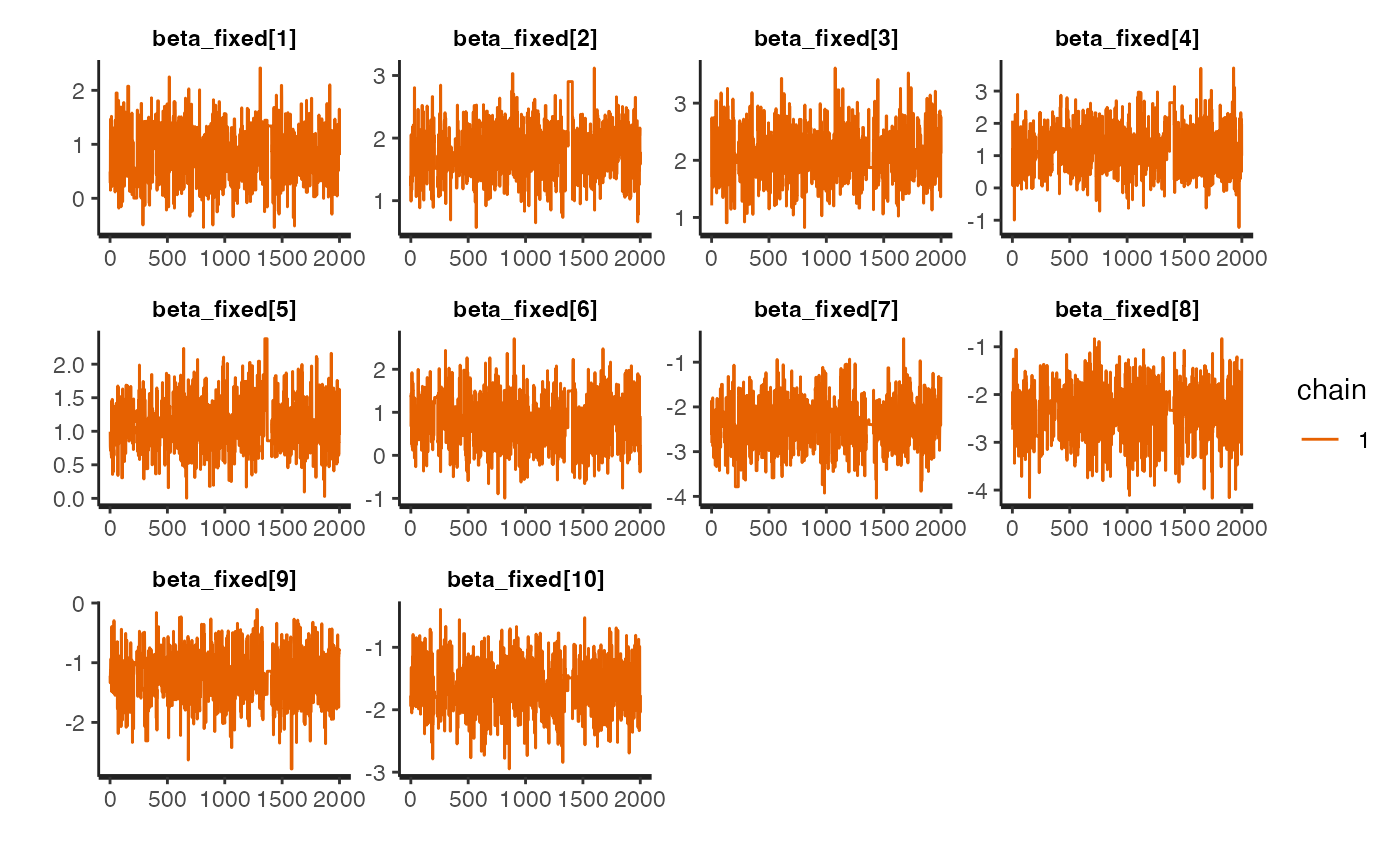 beta_fixed[1] beta_fixed[2] beta_fixed[3] beta_fixed[4]
2 1 0
3 2 1
3 2 1
3 2 1 0 -1
0 500 1000 1500 2000 0 500 1000 1500 2000 0 500 1000 1500 2000 0 500 1000 1500 2000
beta_fixed[5] beta_fixed[6] beta_fixed[7] beta_fixed[8]
2.0 1.5 1.0 0.5 0.0
2 1 0 -1
-1 -2 -3 -4
-1 -2 -3 -4
0 500 1000 1500 2000 0 500 1000 1500 2000 0 500 1000 1500 2000 0 500 1000 1500 2000
chain
1
beta_fixed[9] beta_fixed[10]
0 -1 -2
-1 -2 -3
0 500 1000 1500 2000 0 500 1000 1500 2000